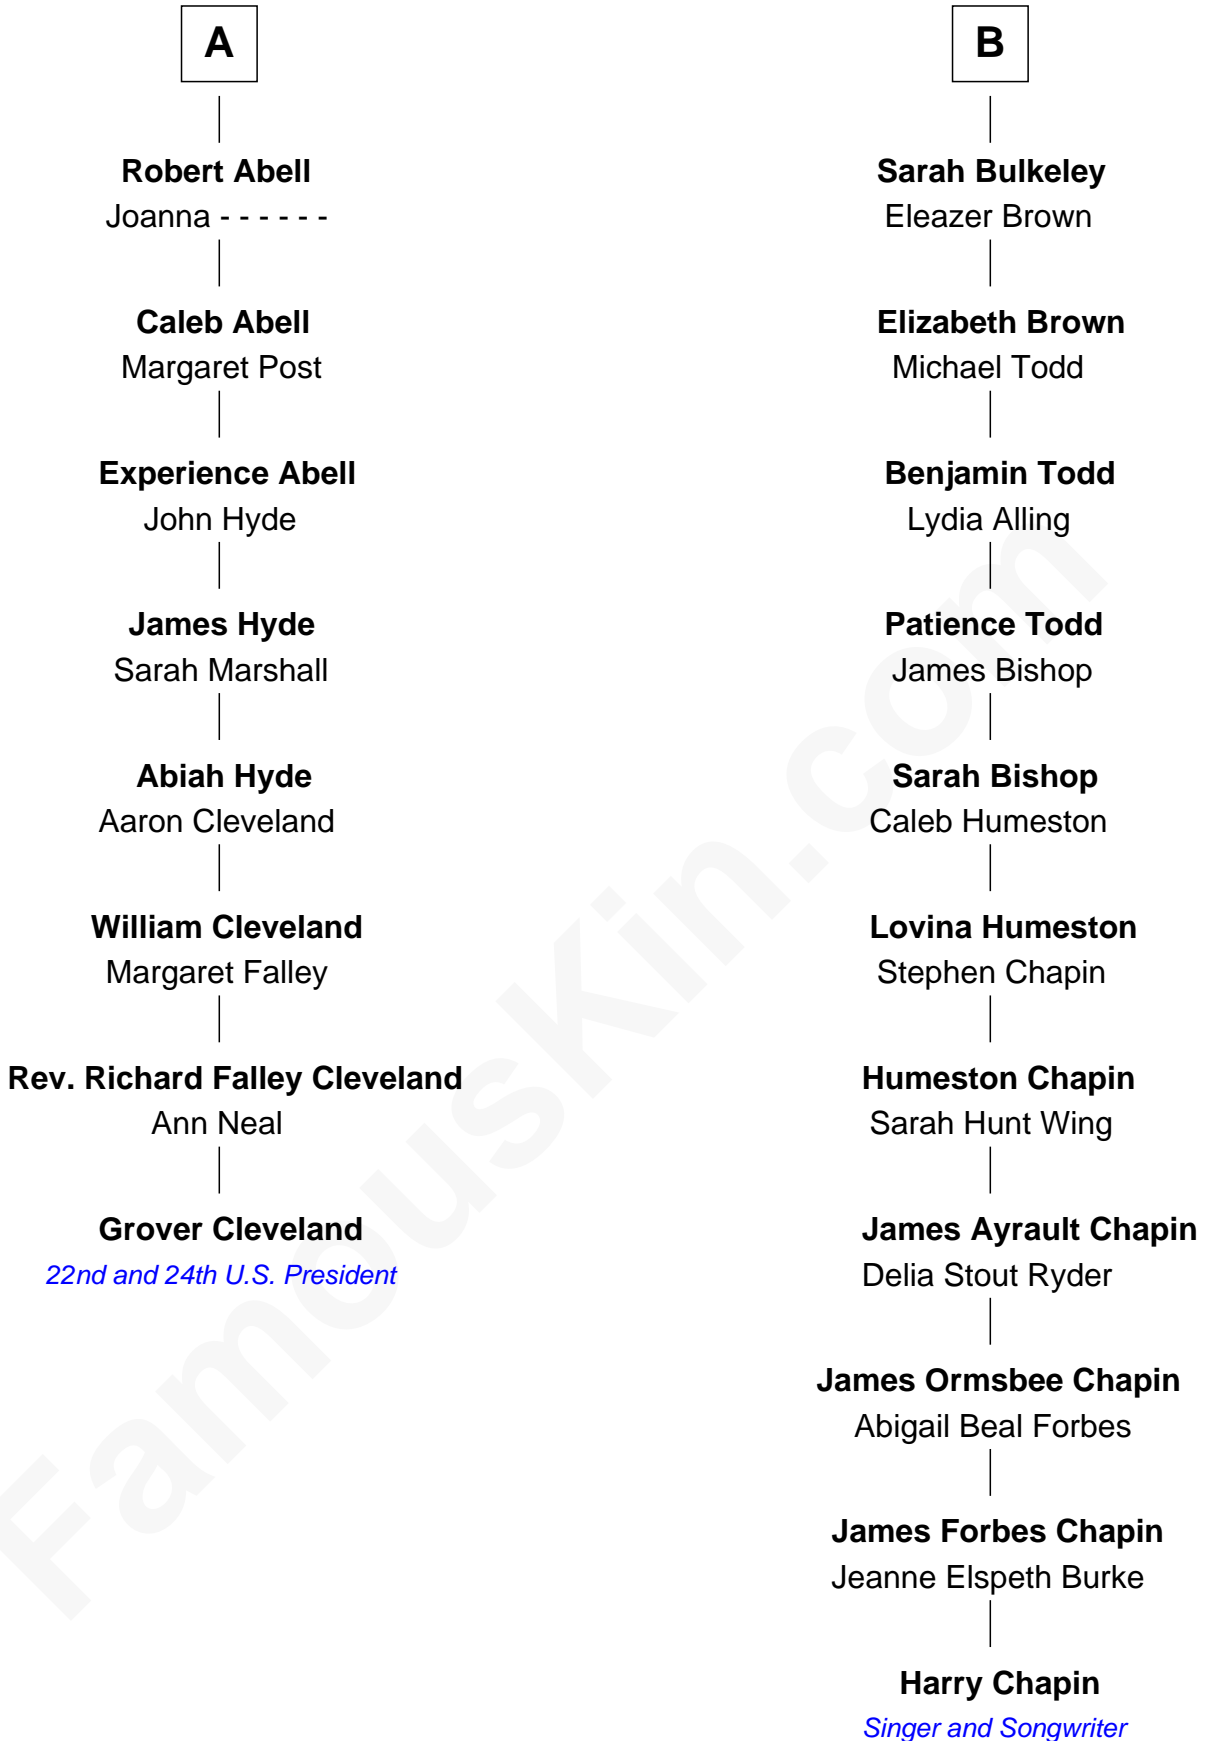 A
Robert Abell
Joanna - - - - - -
Caleb Abell
Margaret Post
Experience Abell
John Hyde
James Hyde
Sarah Marshall
Abiah Hyde
Aaron Cleveland
William Cleveland
Margaret Falley
Rev. Richard Falley Cleveland
Ann Neal
Grover Cleveland
22nd and 24th U.S. President
B
Sarah Bulkeley
Eleazer Brown
Elizabeth Brown
Michael Todd
Benjamin Todd
Lydia Alling
Patience Todd
James Bishop
Sarah Bishop
Caleb Humeston
Lovina Humeston
Stephen Chapin
Humeston Chapin
Sarah Hunt Wing
James Ayrault Chapin
Delia Stout Ryder
James Ormsbee Chapin
Abigail Beal Forbes
James Forbes Chapin
Jeanne Elspeth Burke
Harry Chapin
Singer and Songwriter
FamousKin.com